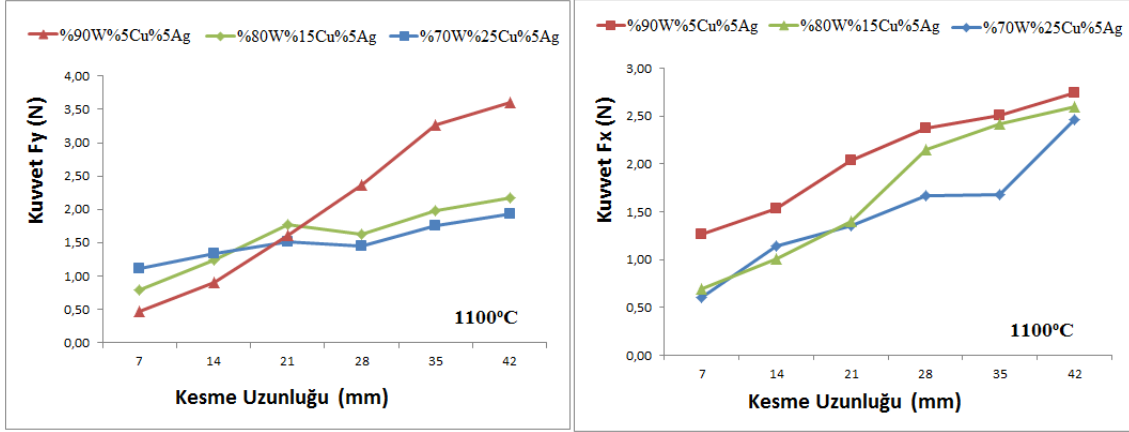 %90W%5Cu%5Ag %80W%15Cu%5Ag %70W%25Cu%5Ag
4,00
3,50
3,00
2,50
2,00
1,50
1,00
0,50
0,00
Kuvvet Fy (N)
1100°C
7 14 21 28 35 42
Kesme Uzunluğu (mm)
%90W%5Cu%5Ag %80W%15Cu%5Ag %70W%25Cu%5Ag
3,00
2,50
2,00
1,50
1,00
0,50
0,00
Kuvvet Fx (N)
1100°C
7 14 21 28 35 42
Kesme Uzunluğu (mm)